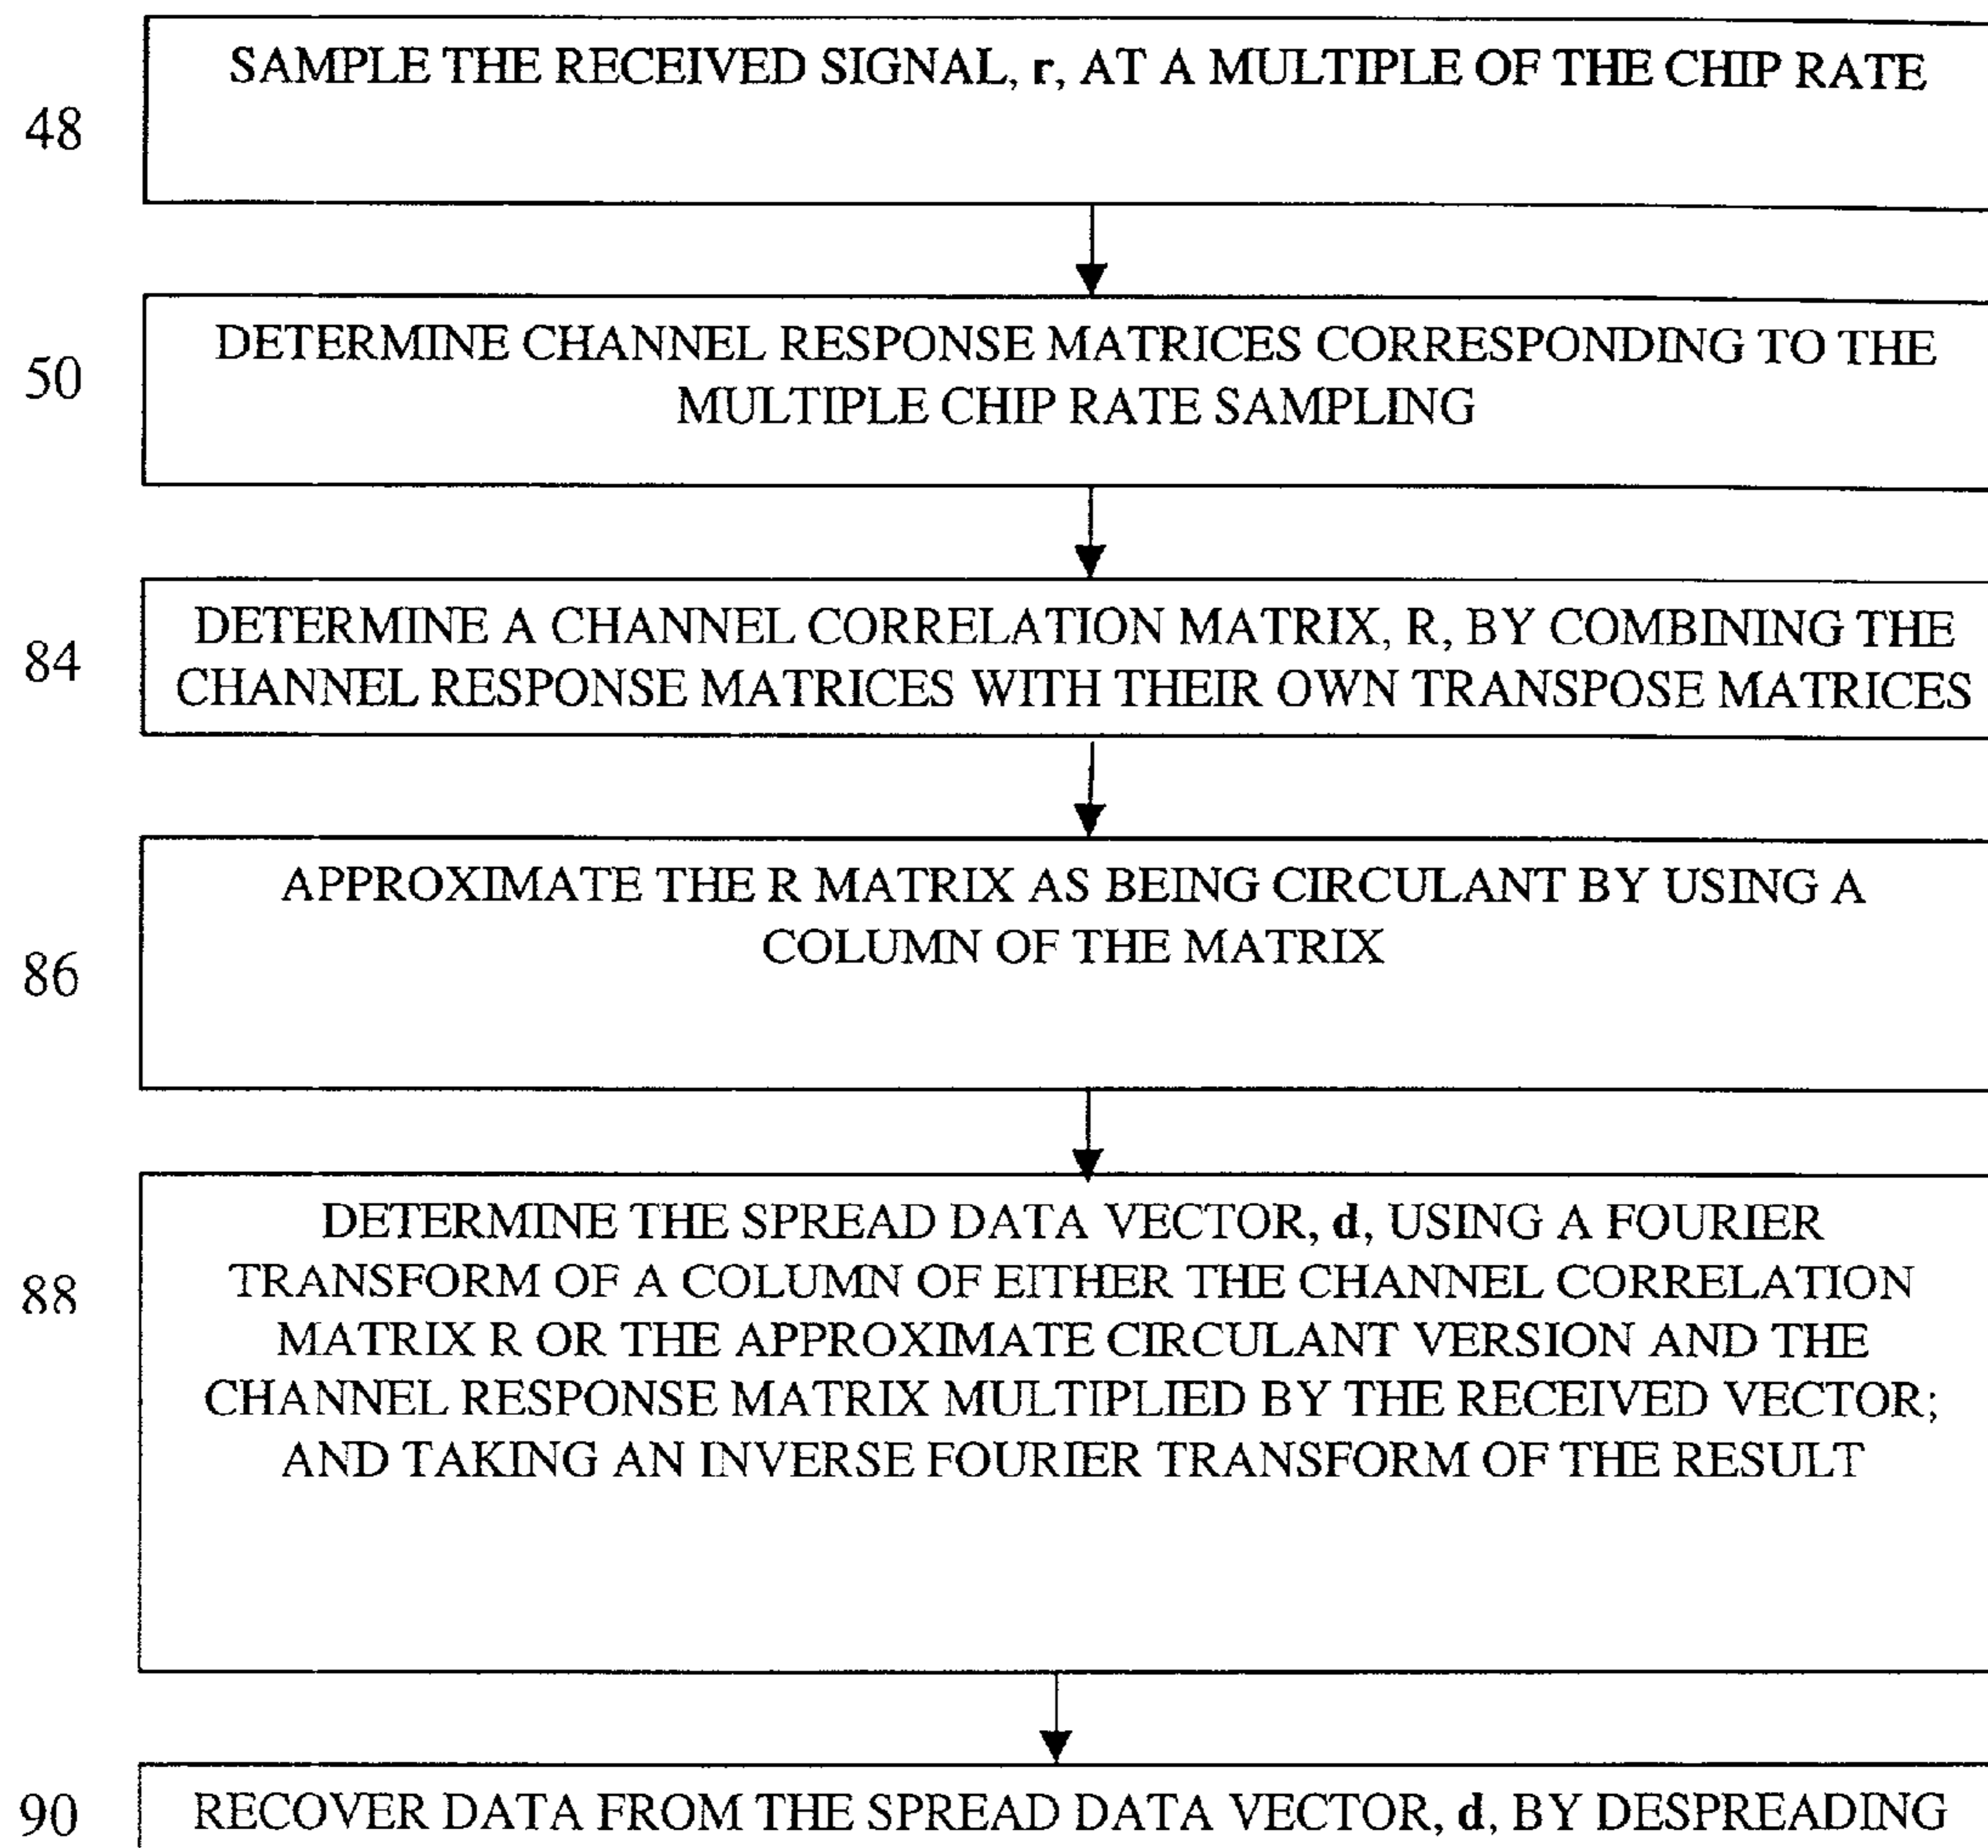 48
SAMPLE THE RECEIVED SIGNAL, r, AT A MULTIPLE OF THE CHIP RATE
50
DETERMINE CHANNEL RESPONSE MATRICES CORRESPONDING TO THE
MULTIPLE CHIP RATE SAMPLING
84
DETERMINE A CHANNEL CORRELATION MATRIX, R, BY COMBINING THE
CHANNEL RESPONSE MATRICES WITH THEIR OWN TRANSPOSE MATRICES
86
APPROXIMATE THE R MATRIX AS BEING CIRCULANT BY USING A
COLUMN OF THE MATRIX
88
DETERMINE THE SPREAD DATA VECTOR, d, USING A FOURIER
TRANSFORM OF A COLUMN OF EITHER THE CHANNEL CORRELATION
MATRIX R OR THE APPROXIMATE CIRCULANT VERSION AND THE
CHANNEL RESPONSE MATRIX MULTIPLIED BY THE RECEIVED VECTOR;
AND TAKING AN INVERSE FOURIER TRANSFORM OF THE RESULT
90
RECOVER DATA FROM THE SPREAD DATA VECTOR, d, BY DESPREADING